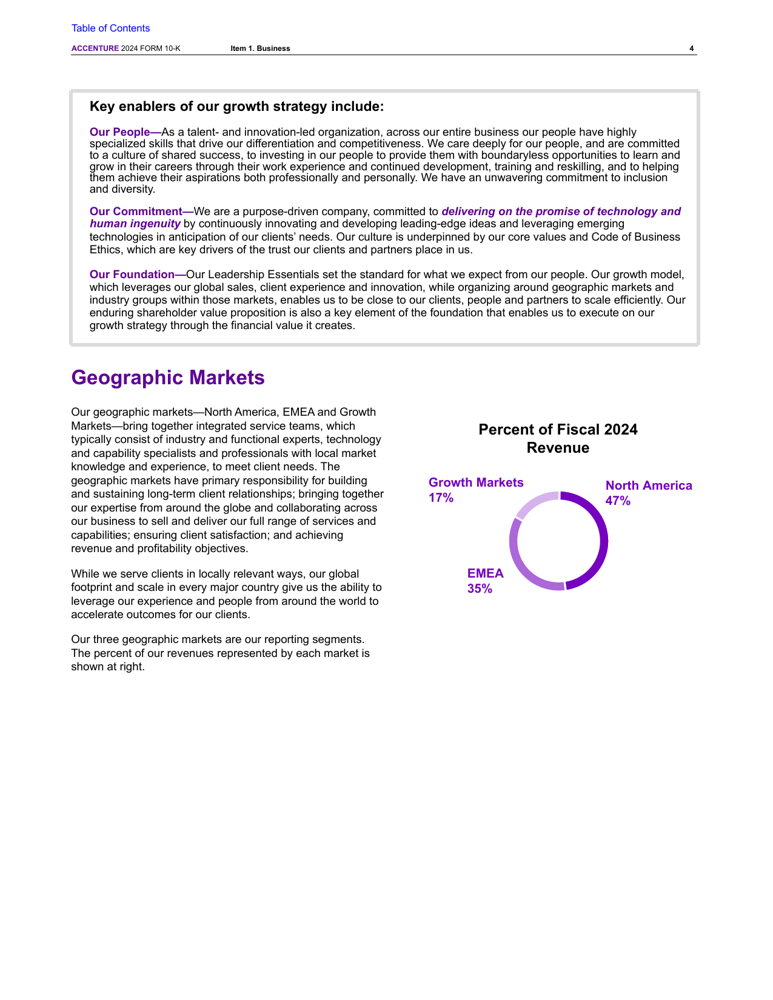 Table of Contents
ACCENTURE 2024 FORM 10-K Item 1. Business 4
Key enablers of our growth strategy include:
Our People—As a talent- and innovation-led organization, across our entire business our people have highly
specialized skills that drive our differentiation and competitiveness. We care deeply for our people, and are committed
to a culture of shared success, to investing in our people to provide them with boundaryless opportunities to learn and
grow in their careers through their work experience and continued development, training and reskilling, and to helping
them achieve their aspirations both professionally and personally. We have an unwavering commitment to inclusion
and diversity.
Our Commitment—We are a purpose-driven company, committed to delivering on the promise of technology and
human ingenuity by continuously innovating and developing leading-edge ideas and leveraging emerging
technologies in anticipation of our clients’ needs. Our culture is underpinned by our core values and Code of Business
Ethics, which are key drivers of the trust our clients and partners place in us.
Our Foundation—Our Leadership Essentials set the standard for what we expect from our people. Our growth model,
which leverages our global sales, client experience and innovation, while organizing around geographic markets and
industry groups within those markets, enables us to be close to our clients, people and partners to scale efficiently. Our
enduring shareholder value proposition is also a key element of the foundation that enables us to execute on our
growth strategy through the financial value it creates.
Geographic Markets
Our geographic markets—North America, EMEA and Growth
Markets—bring together integrated service teams, which
typically consist of industry and functional experts, technology
and capability specialists and professionals with local market
knowledge and experience, to meet client needs. The
geographic markets have primary responsibility for building
and sustaining long-term client relationships; bringing together
our expertise from around the globe and collaborating across
our business to sell and deliver our full range of services and
capabilities; ensuring client satisfaction; and achieving
revenue and profitability objectives.
While we serve clients in locally relevant ways, our global
footprint and scale in every major country give us the ability to
leverage our experience and people from around the world to
accelerate outcomes for our clients.
Our three geographic markets are our reporting segments.
The percent of our revenues represented by each market is
shown at right.
Percent of Fiscal 2024
Revenue
Growth Markets
17%
North America
47%
EMEA
35%